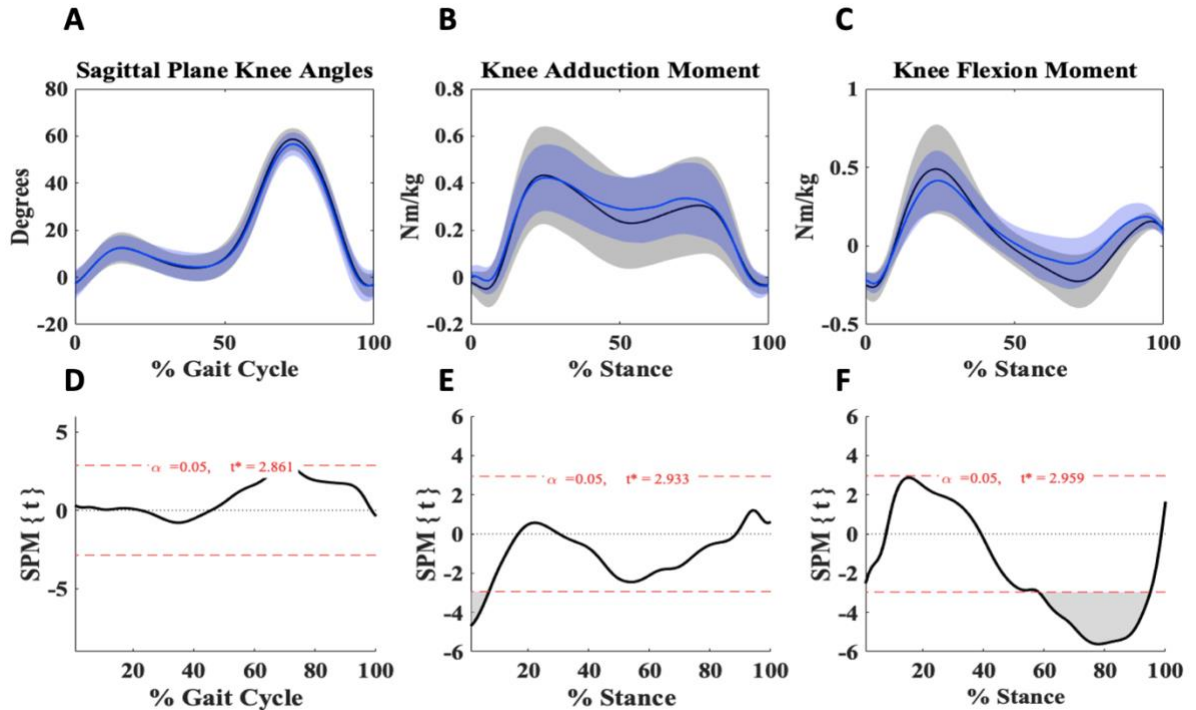 A
B
C
Sagittal Plane Knee Angles
Knee Adduction Moment
Knee Flexion Moment
80
60
40
20
0
-20
Degrees
0
50
100
% Gait Cycle
0.8
0.6
0.4
0.2
0
-0.2
Nm/kg
0
50
100
% Stance
1
0.5
0
-0.5
Nm/kg
0
50
100
% Stance
D
E
F
5
0
-5
SPM { t }
α =0.05, t* = 2.861
20
40
60
80
100
% Gait Cycle
6
4
2
0
-2
-4
-6
SPM { t }
α =0.05, t* = 2.933
20
40
60
80
100
% Stance
6
4
2
0
-2
-4
-6
SPM { t }
α =0.05, t* = 2.959
20
40
60
80
100
% Stance